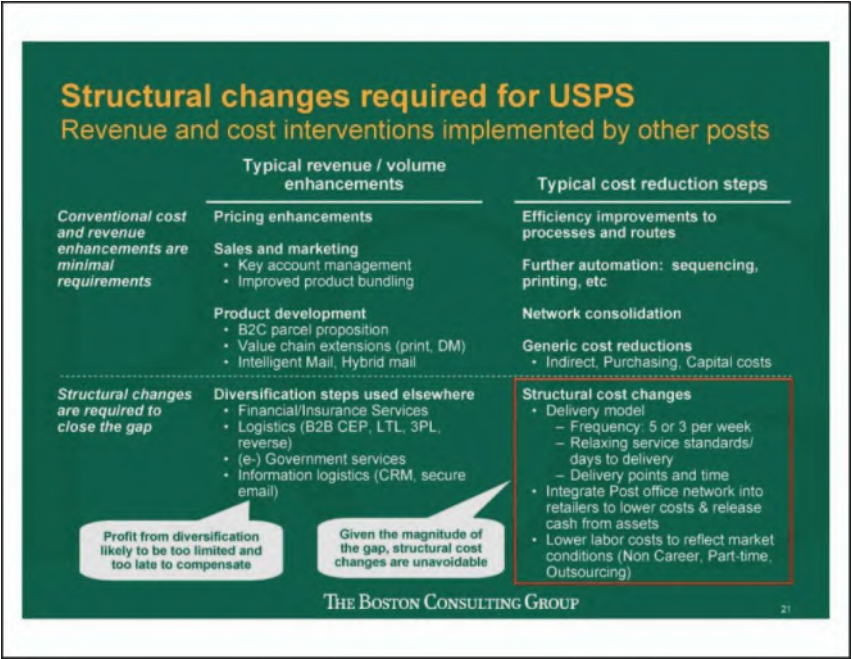 Structural changes required for USPS
Revenue and cost interventions implemented by other posts
Typical revenue / volume
enhancements
Typical cost reduction steps
Conventional cost
and revenue
enhancements are
minimal
requirements
Pricing enhancements
Sales and marketing
• Key account management
• Improved product bundling
Product development
• B2C parcel proposition
• Value chain extensions (print, DM)
• Intelligent Mail, Hybrid mail
Efficiency improvements to
processes and routes
Further automation: sequencing,
printing, etc
Network consolidation
Generic cost reductions
• Indirect, Purchasing, Capital costs
Structural changes
are required to
close the gap
Diversification steps used elsewhere
• Financial/Insurance Services
• Logistics (B2B CEP, LTL, 3PL,
reverse)
• (e-) Government services
• Information logistics (CRM, secure
email)
Structural cost changes
• Delivery model
– Frequency: 5 or 3 per week
– Relaxing service standards/
days to delivery
– Delivery points and time
• Integrate Post office network into
retailers to lower costs & release
cash from assets
• Lower labor costs to reflect market
conditions (Non Career, Part-time,
Outsourcing)
Profit from diversification
likely to be too limited and
too late to compensate
Given the magnitude of
the gap, structural cost
changes are unavoidable
THE BOSTON CONSULTING GROUP
21